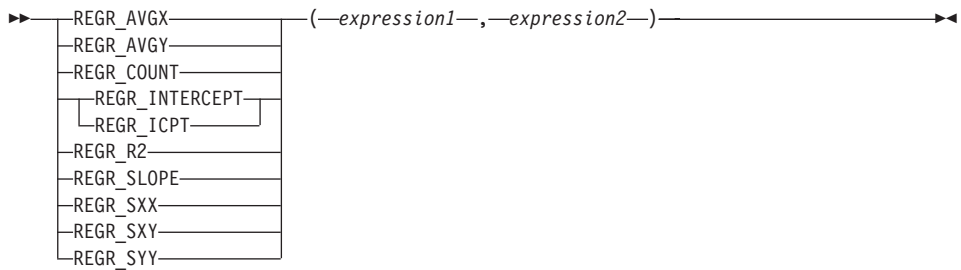 REGR_AVGX ( expression1 , expression2 )
REGR_AVGY
REGR_COUNT
REGR_INTERCEPT
REGR_ICPT
REGR_R2
REGR_SLOPE
REGR_SXX
REGR_SXY
REGR_SYY